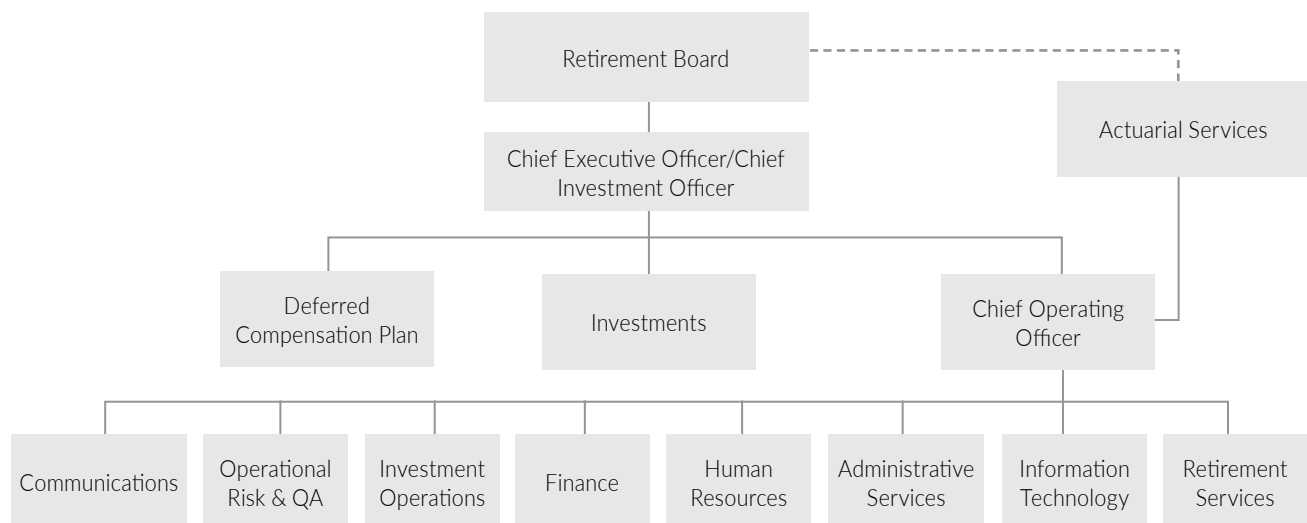 Retirement Board
Actuarial Services
Chief Executive Officer/Chief
Investment Officer
Deferred
Compensation Plan
Investments
Chief Operating
Officer
Communications
Operational
Risk & QA
Investment
Operations
Finance
Human
Resources
Administrative
Services
Information
Technology
Retirement
Services